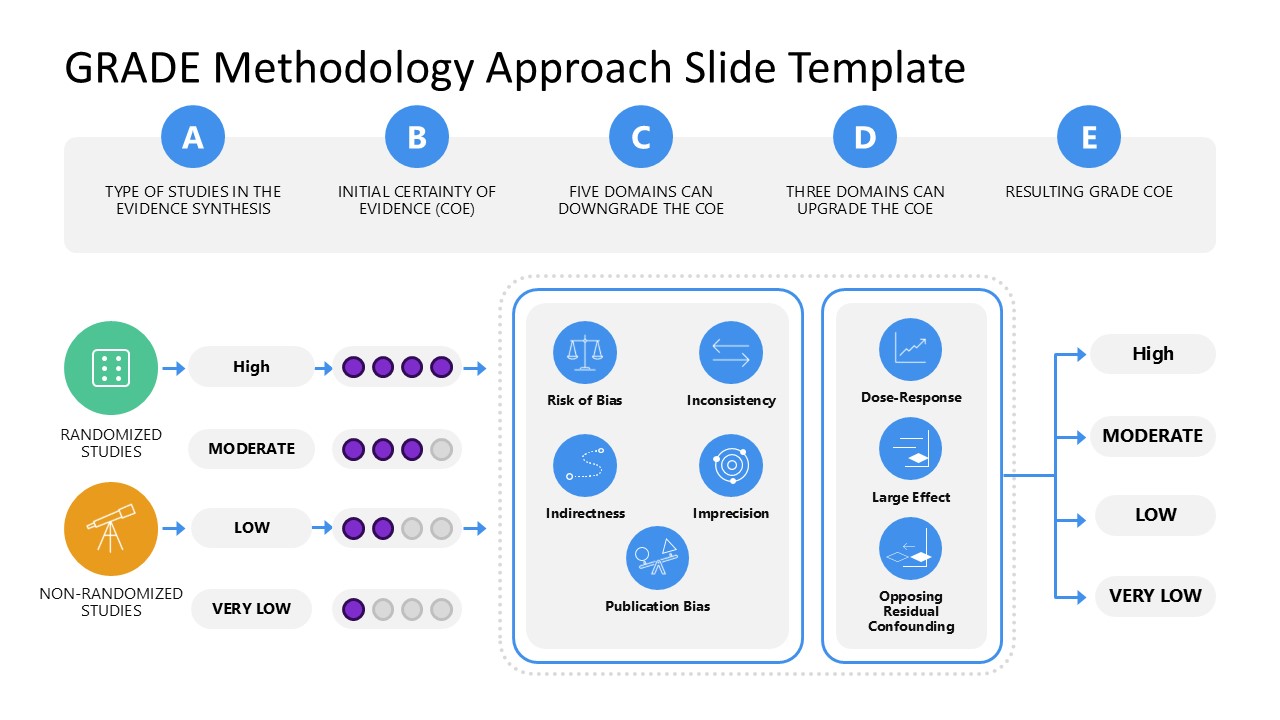 GRADE Methodology Approach Slide Template
A
B
C
D
E
TYPE OF STUDIES IN THE
EVIDENCE SYNTHESIS
INITIAL CERTAINTY OF
EVIDENCE (COE)
FIVE DOMAINS CAN
DOWNGRADE THE COE
THREE DOMAINS CAN
UPGRADE THE COE
RESULTING GRADE COE
RANDOMIZED
STUDIES
NON-RANDOMIZED
STUDIES
High
MODERATE
LOW
VERY LOW
Risk of Bias
Inconsistency
Indirectness
Imprecision
Publication Bias
Dose-Response
Large Effect
Opposing
Residual
Confounding
High
MODERATE
LOW
VERY LOW